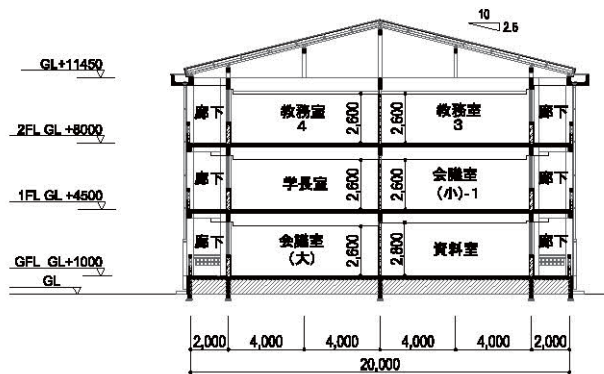 10
2.5
GL+11450
廊下
教務室
4
2,600
2,600
教務室
3
廊下
2FL GL +8000
廊下
学長室
2,600
2,600
会議室
(小)-1
廊下
1FL GL +4500
廊下
会議室
(大)
2,600
2,800
資料室
廊下
GFL GL+1000
GL
2,000
4,000
4,000
4,000
4,000
2,000
20,000